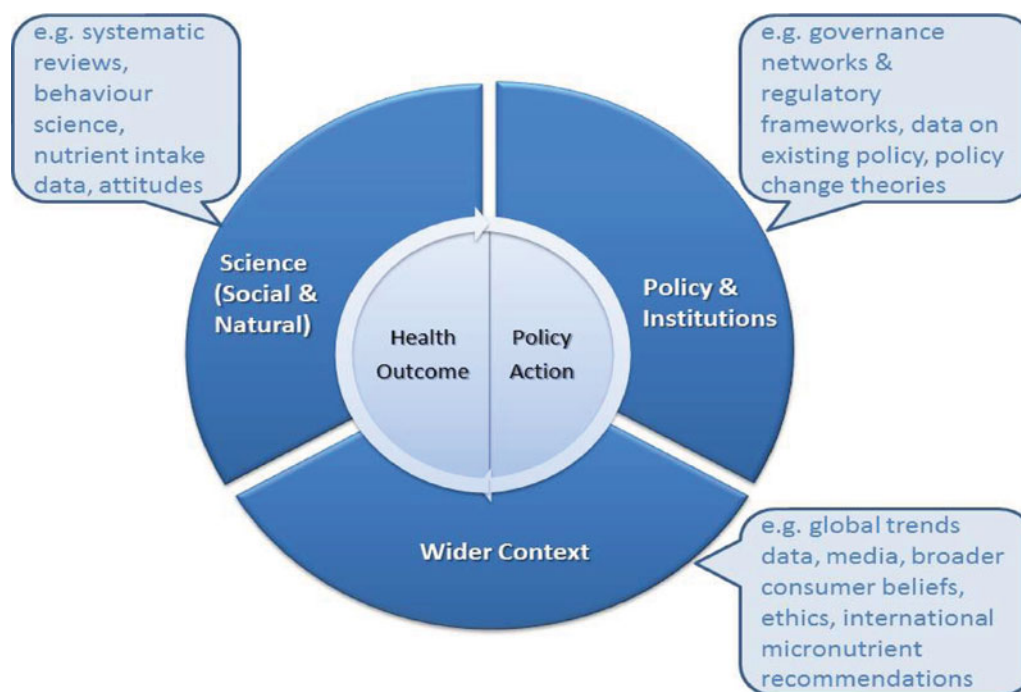 e.g. systematic
reviews,
behaviour
science,
nutrient intake
data, attitudes
e.g. governance
networks &
regulatory
frameworks, data on
existing policy, policy
change theories
Science
(Social &
Natural)
Policy &
Institutions
Health
Outcome
Policy
Action
Wider Context
e.g. global trends
data, media, broader
consumer beliefs,
ethics, international
micronutrient
recommendations